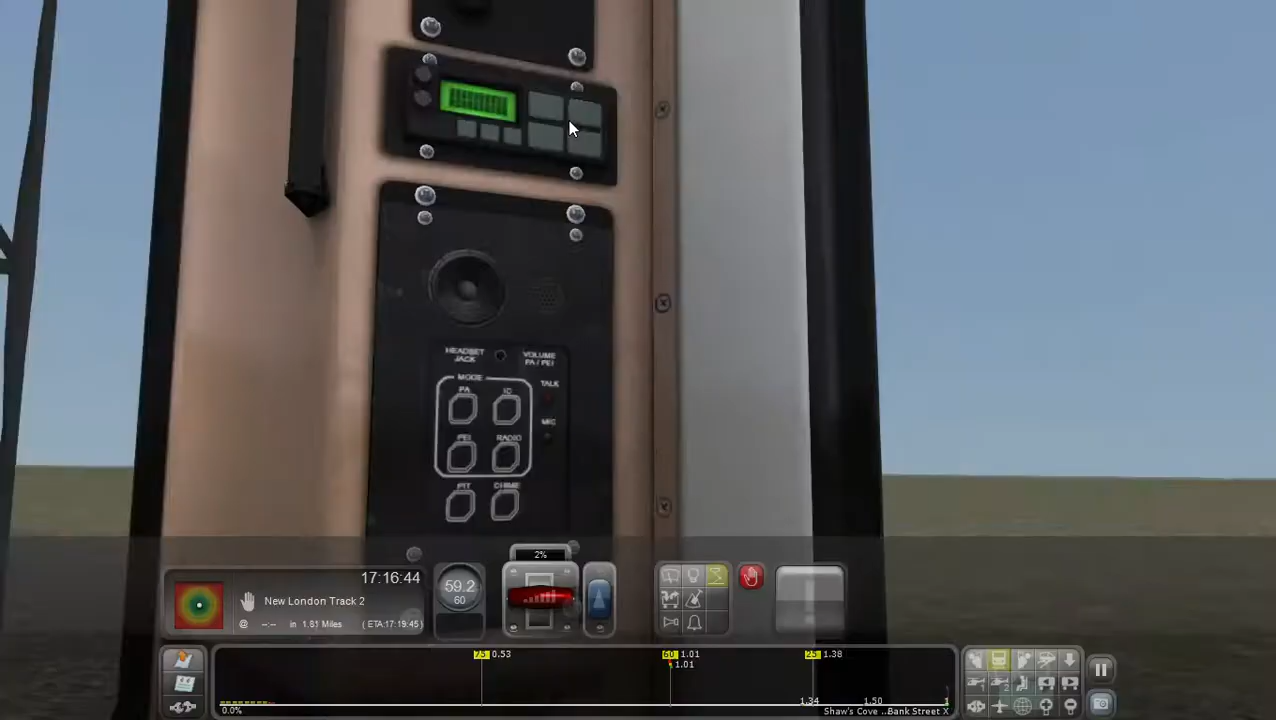 HEADSET JACK
VOLUME PA / PEI
MODE
TALK
PA IC
MIC
PEI RADIO
PIT CHIME
2%
17:16:44
New London Track 2
@ --:-- in 1.81 Miles ( ETA:17:19:45)
59.2
60
75 0.53
60 1.01
1.01
25 1.38
1.34
1.50
1
0.0%
Shaw's Cove ..Bank Street X